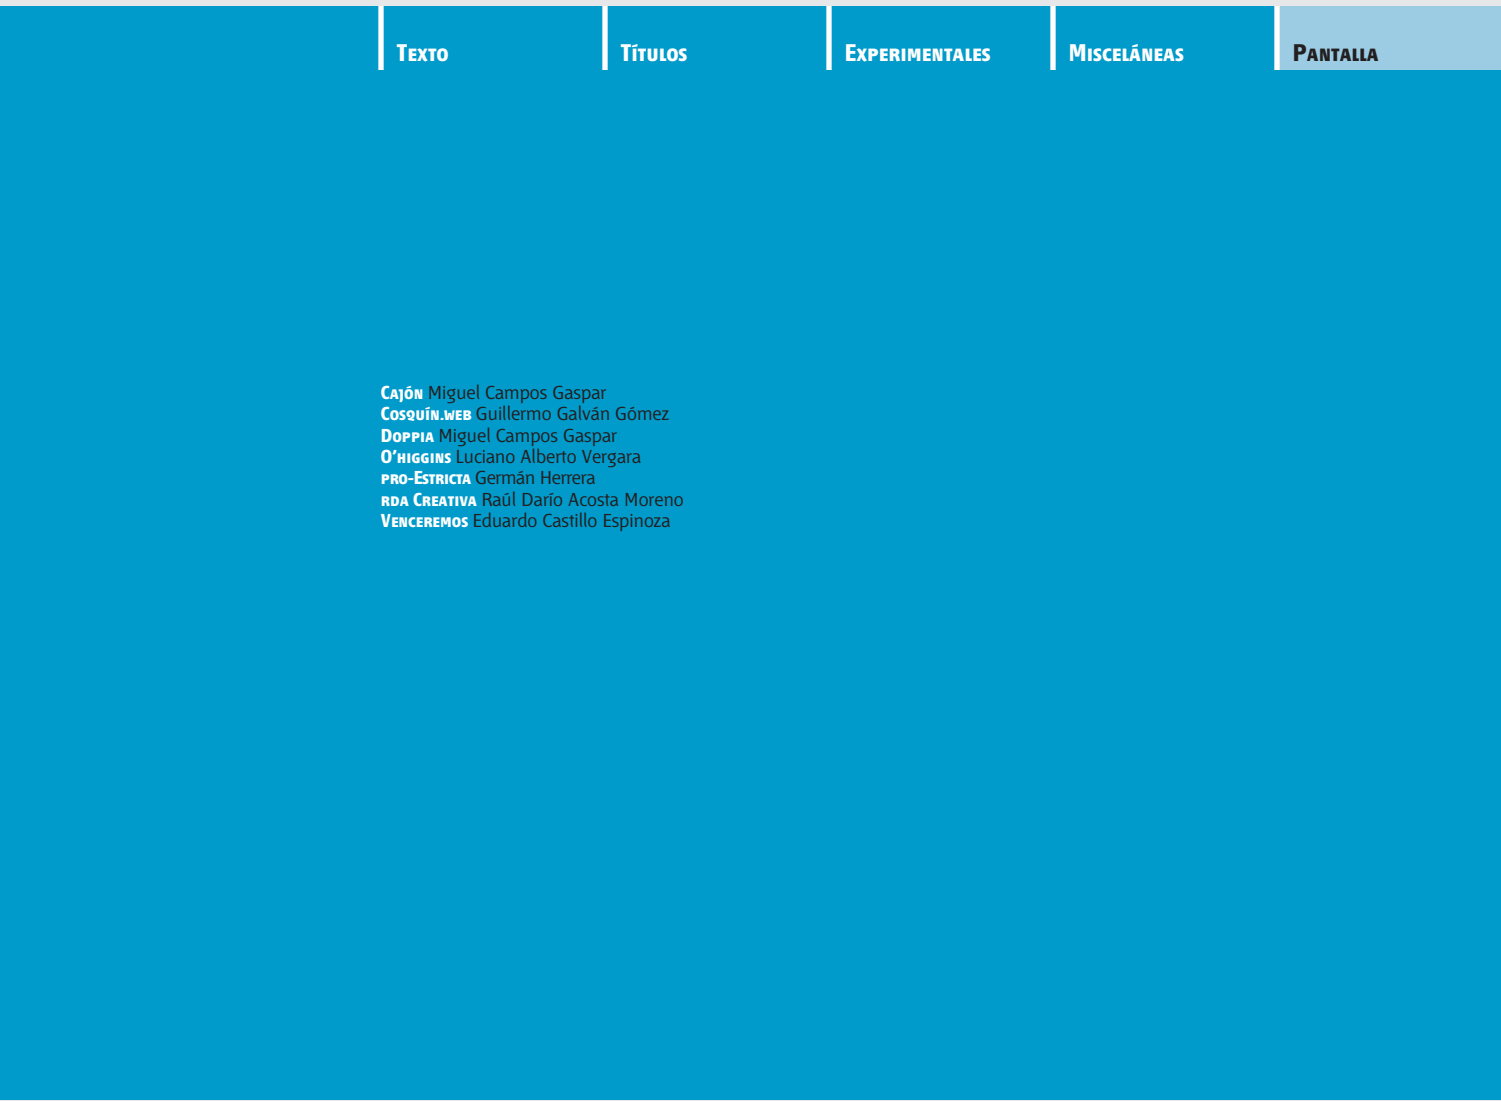 Texto
Títulos
Experimentales
Misceláneas
Pantalla
Cajón Miguel Campos Gaspar
Cosquín.web Guillermo Galván Gómez
Doppia Miguel Campos Gaspar
O’higgins Luciano Alberto Vergara
pro-Estricta Germán Herrera
rda Creativa Raúl Darío Acosta Moreno
Venceremos Eduardo Castillo Espinoza